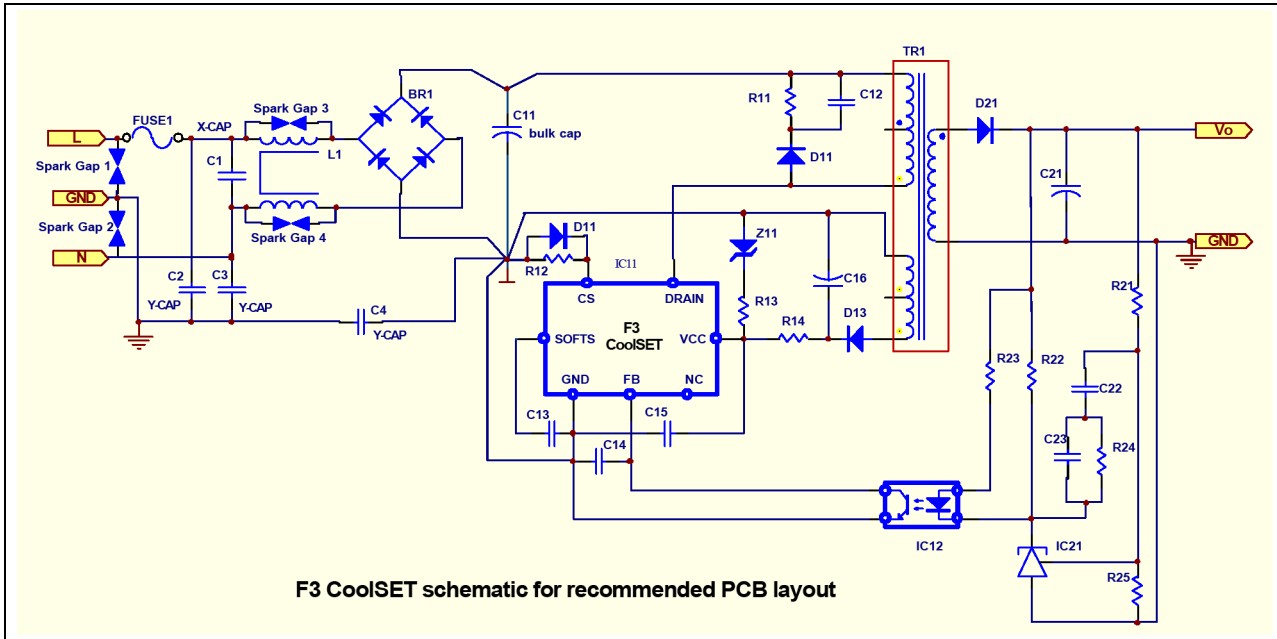 TR1
BR1
R11
C12
D21
Spark Gap 3
C11
bulk cap
FUSE1
X-CAP
L
Vo
L1
D11
Spark Gap 1
C1
C21
GND
Spark Gap 2
Spark Gap 4
N
D11
Z11
GND
R12
IC11
C2
C3
CS
DRAIN
C16
R21
Y-CAP
Y-CAP
C4
R13
Y-CAP
F3
CoolSET
SOFTS
VCC
R14
D13
R23
R22
GND
FB
NC
C22
C13
C15
C14
C23
R24
IC12
IC21
R25
F3 CoolSET schematic for recommended PCB layout